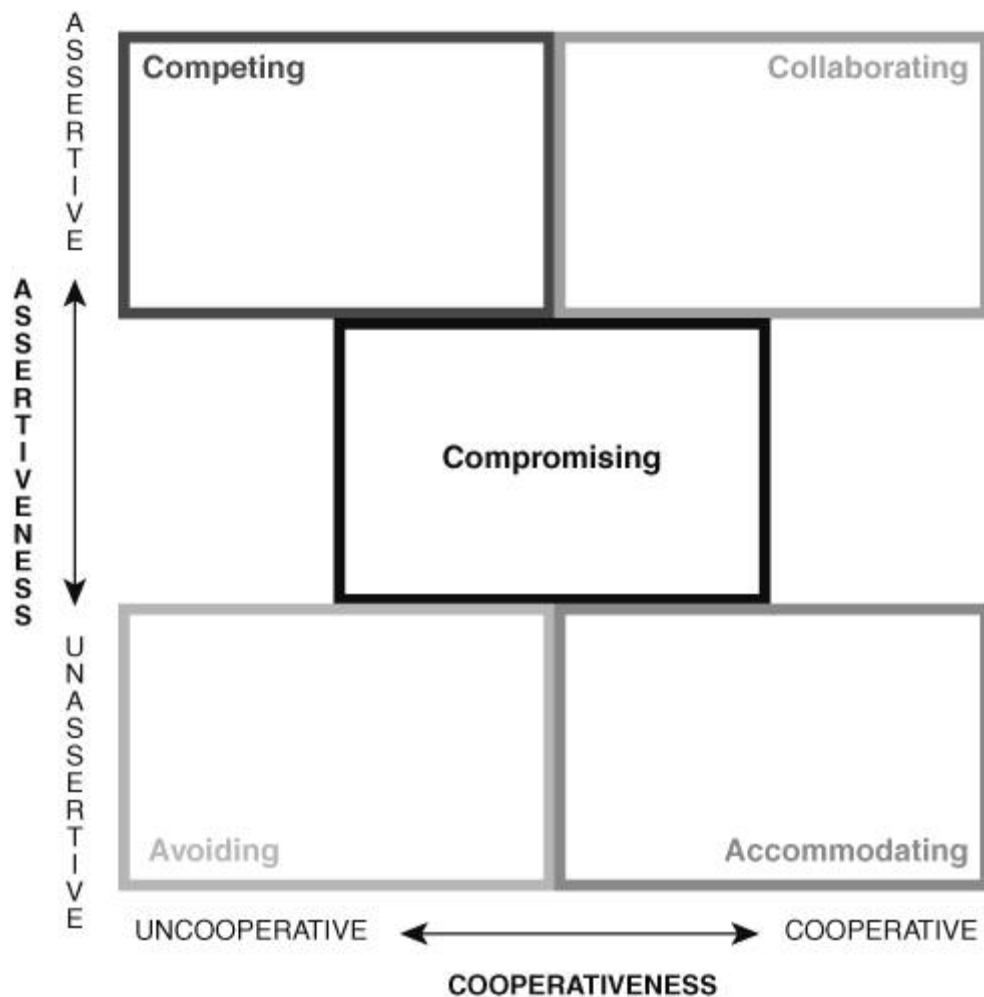 ASSERTIVE
Competing
Collaborating
ASSERTIVENESS
Compromising
UNASSERTIVE
Avoiding
Accommodating
UNCOOPERATIVE
COOPERATIVE
COOPERATIVENESS